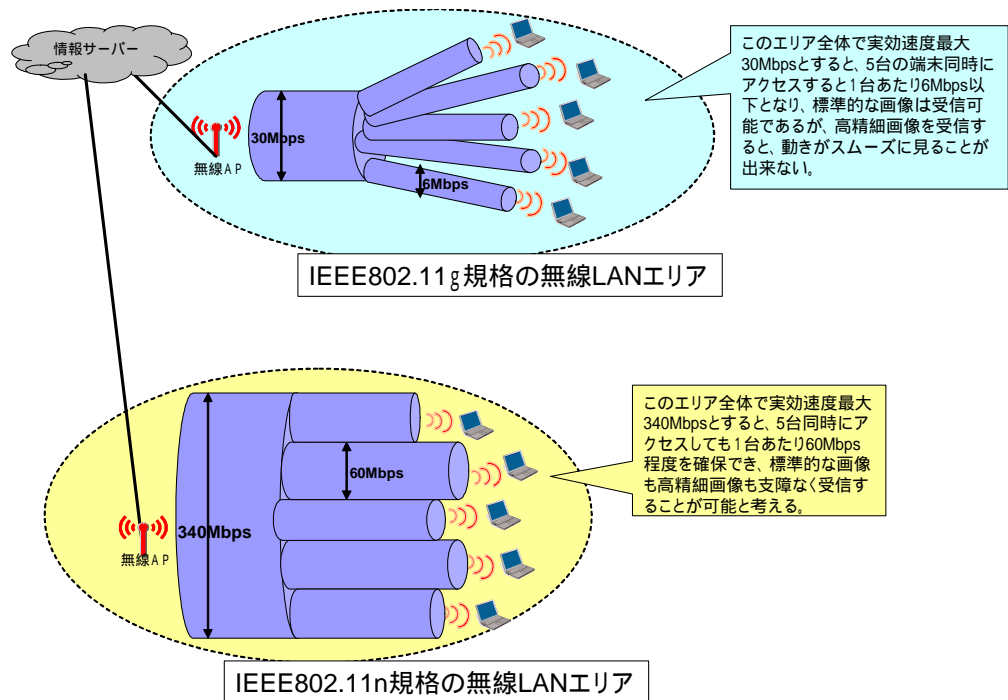 情報サーバー
無線AP
30Mbps
6Mbps
このエリア全体で実効速度最大
30Mbpsとすると、5台の端末同時に
アクセスすると1台あたり6Mbps以
下となり、標準的な画像は受信可
能であるが、高精細画像を受信す
ると、動きがスムーズに見ることが
出来ない。
IEEE802.11g規格の無線LANエリア
無線AP
340Mbps
60Mbps
このエリア全体で実効速度最大
340Mbpsとすると、5台同時にア
クセスしても1台あたり60Mbps
程度を確保でき、標準的な画像
も高精細画像も支障なく受信す
ることが可能と考える。
IEEE802.11n規格の無線LANエリア